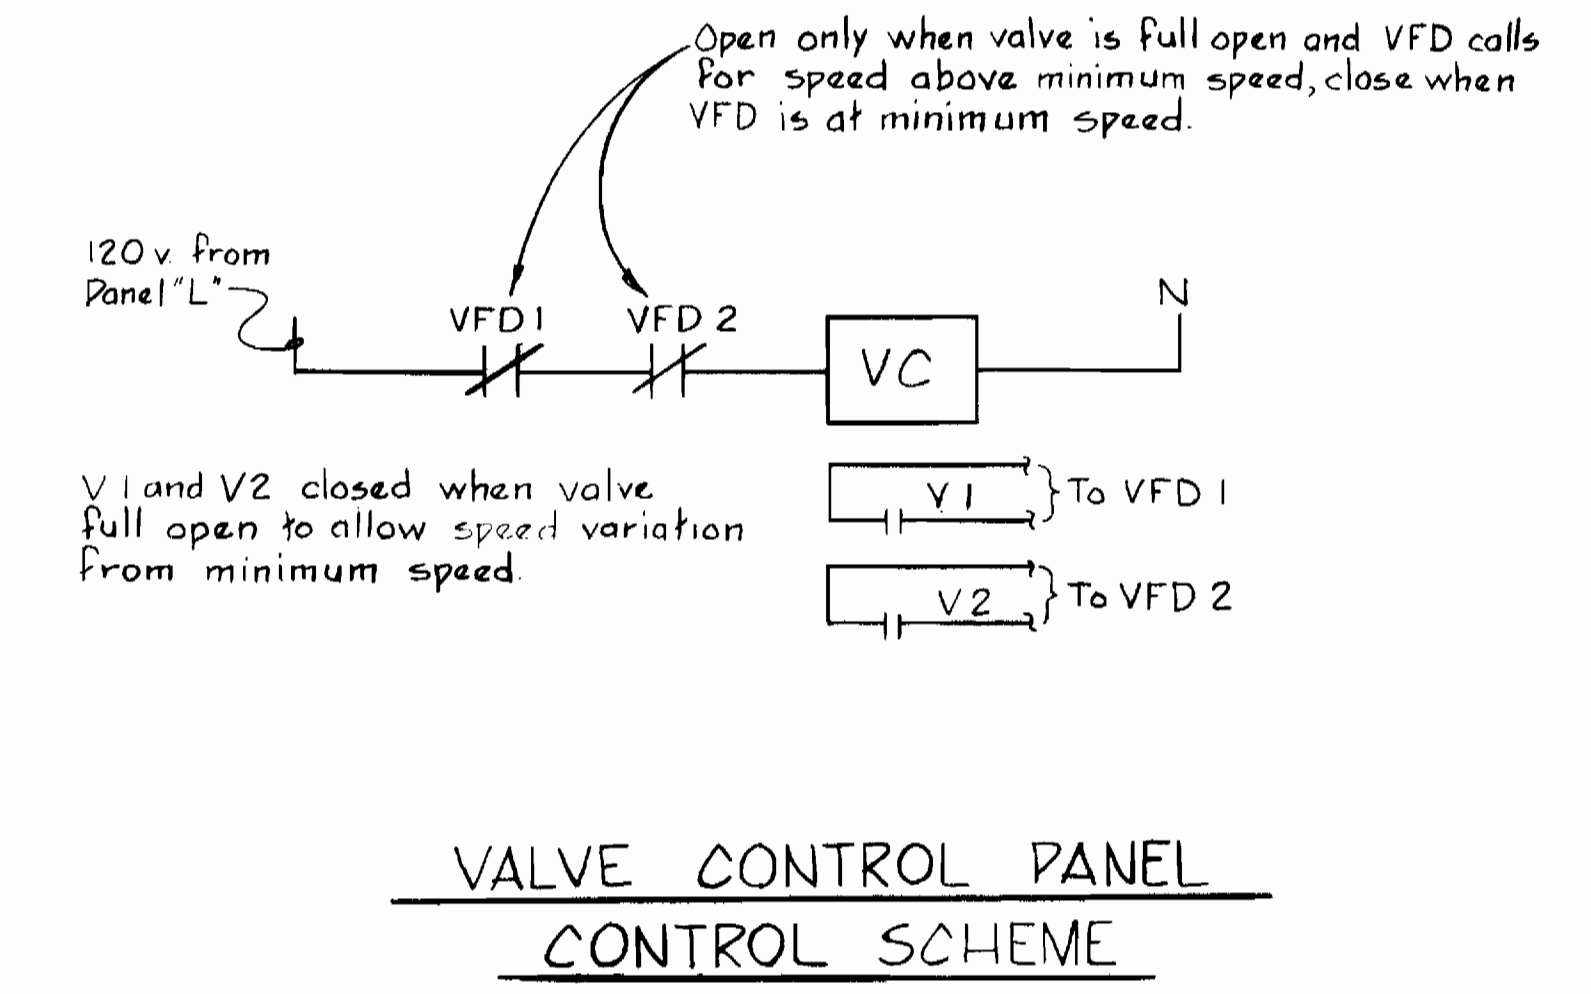 Open only when valve is full open and VFD calls
for speed above minimum speed, close when
VFD is at minimum speed.
120 v. from
Panel "L"
N
VFD 1
VFD 2
VC
V1 and V2 closed when valve
full open to allow speed variation
from minimum speed.
V1
To VFD 1
V2
To VFD 2
VALVE CONTROL PANEL
CONTROL SCHEME